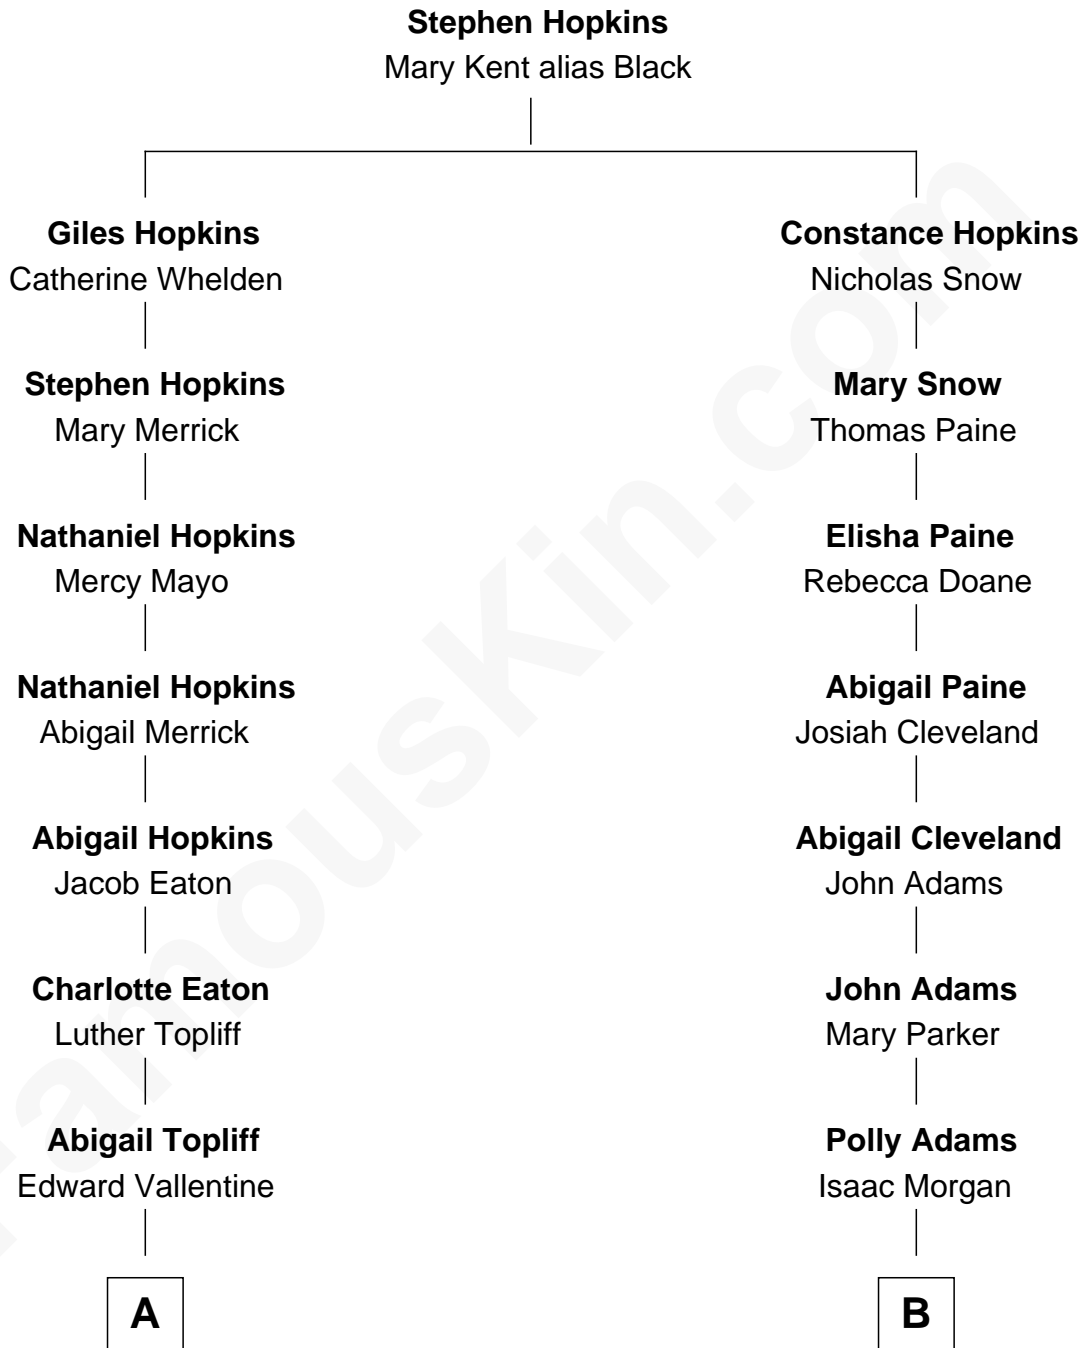 Stephen Hopkins
Mary Kent alias Black
Giles Hopkins
Catherine Whelden
Constance Hopkins
Nicholas Snow
Stephen Hopkins
Mary Merrick
Mary Snow
Thomas Paine
Nathaniel Hopkins
Mercy Mayo
Elisha Paine
Rebecca Doane
Nathaniel Hopkins
Abigail Merrick
Abigail Paine
Josiah Cleveland
Abigail Hopkins
Jacob Eaton
Abigail Cleveland
John Adams
Charlotte Eaton
Luther Topliff
John Adams
Mary Parker
Abigail Topliff
Edward Vallentine
Polly Adams
Isaac Morgan
A
B
FamousKin.com